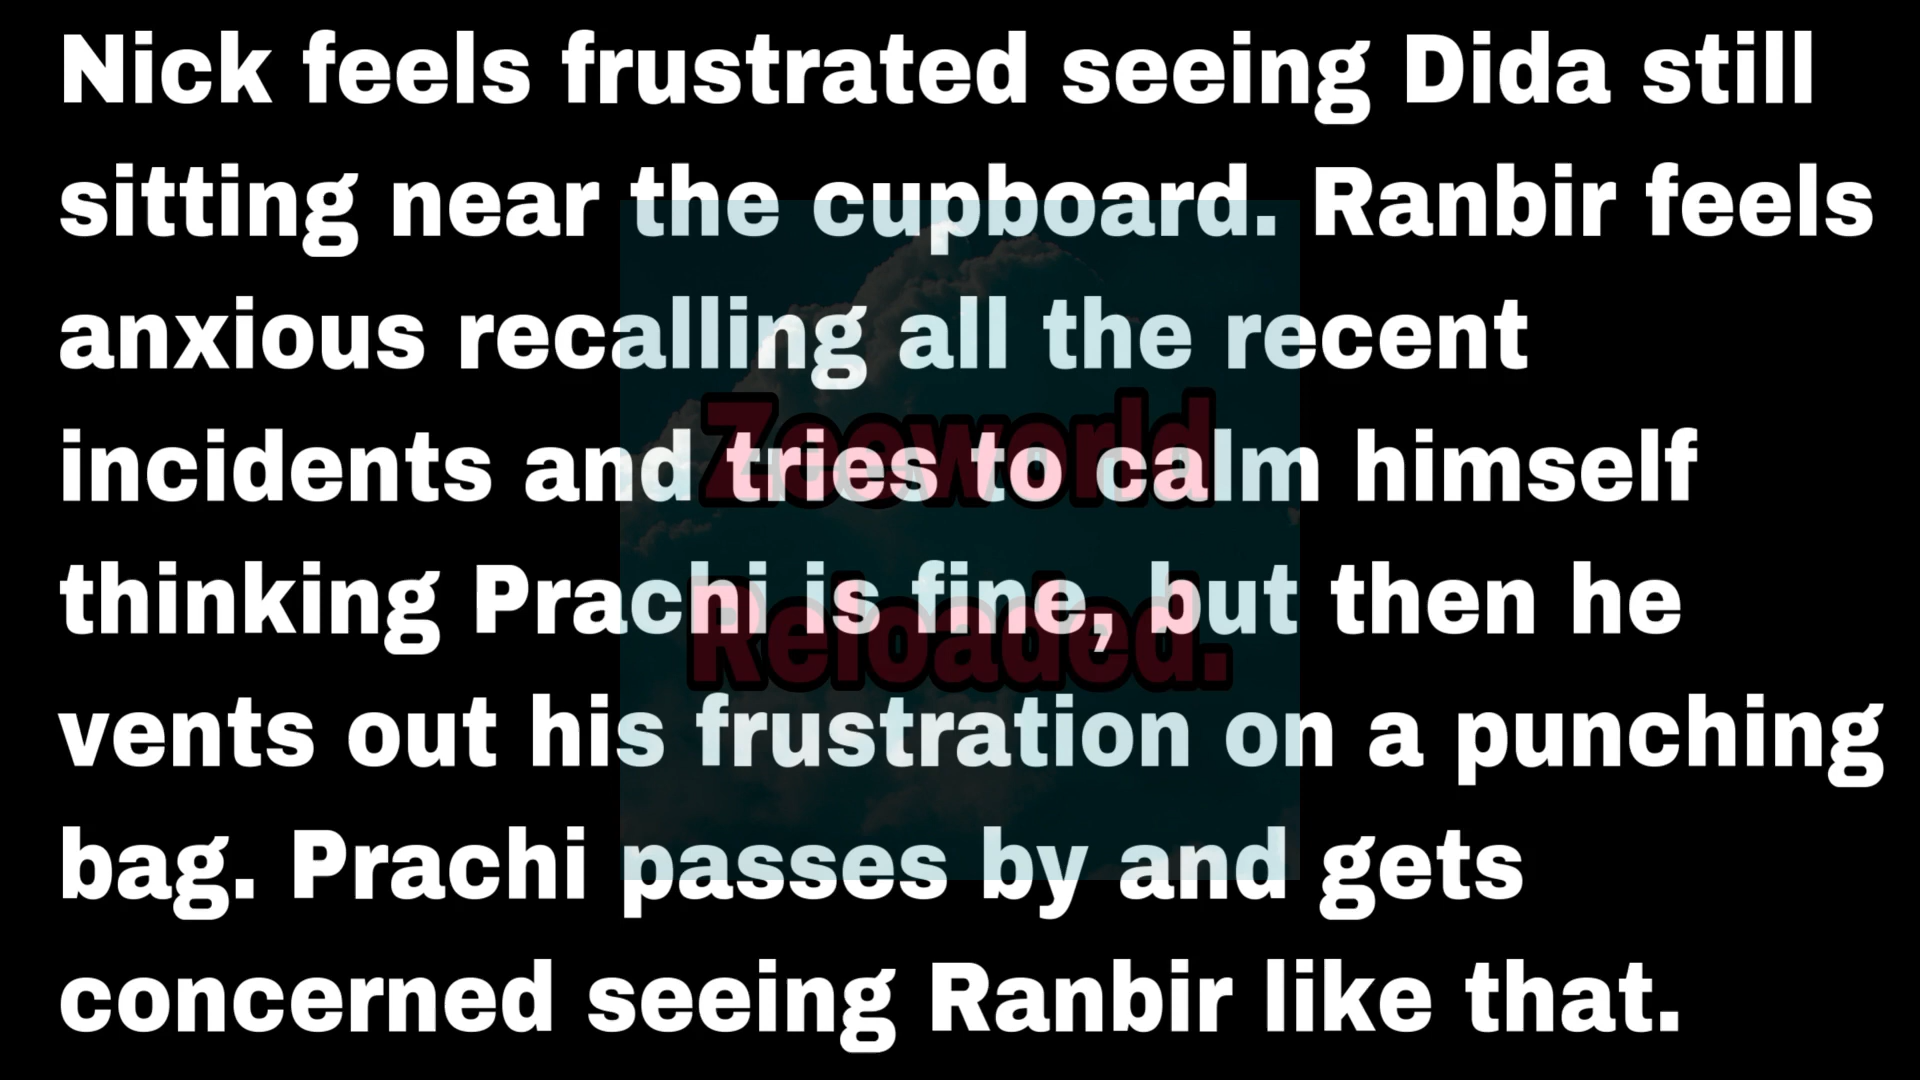 Nick feels frustrated seeing Dida still
sitting near the cupboard. Ranbir feels
anxious recalling all the recent
incidents and tries to calm himself
thinking Prachi is fine, but then he
vents out his frustration on a punching
bag. Prachi passes by and gets
concerned seeing Ranbir like that.
Zeeworld
Reloaded.